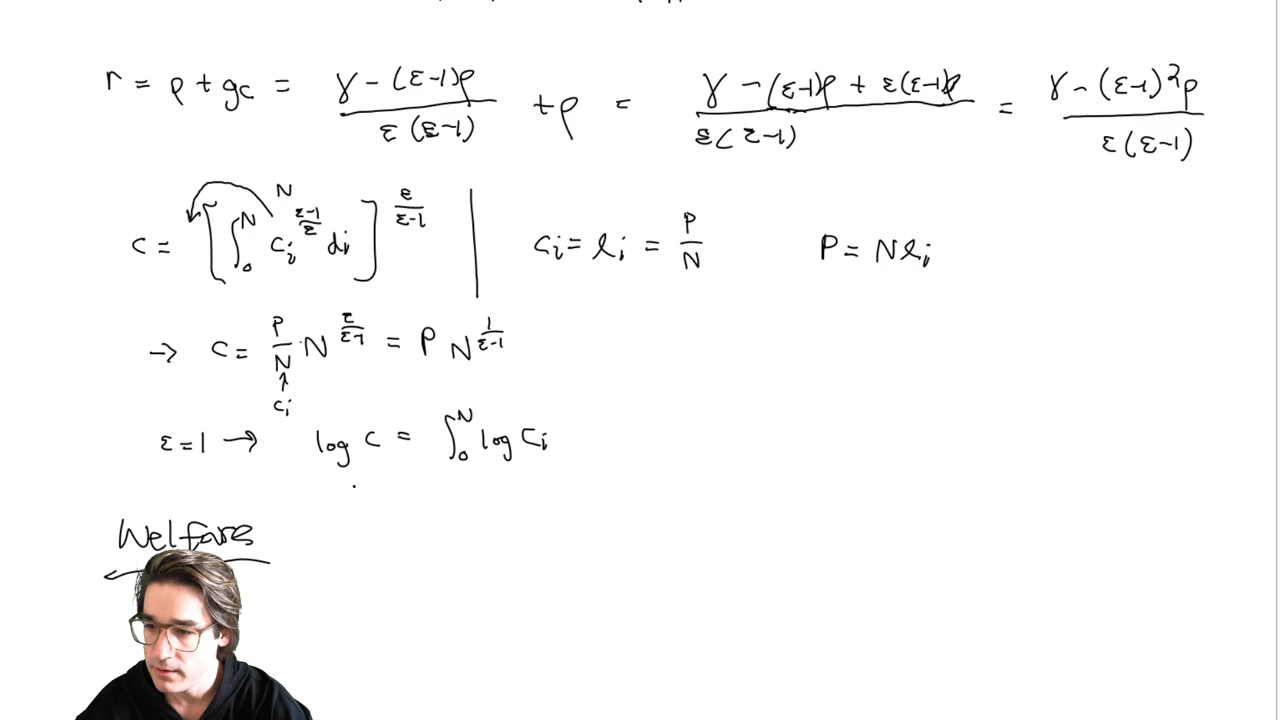 r = ρ + gc = γ - (ε-1)ρ / ε(ε-1) + ρ = γ - (ε-1)ρ + ε(ε-1)ρ / ε(ε-1) = γ - (ε-1)²ρ / ε(ε-1)
c = [∫₀ᴺ cᵢ^((ε-1)/ε) di]^(ε/(ε-1)) | cᵢ = lᵢ = P/N P = Nlᵢ
N
→ c = P/N · N^(ε/(ε-1)) = P N^(1/(ε-1))
↑
cᵢ
ε=1 → log c = ∫₀ᴺ log cᵢ
Welfare